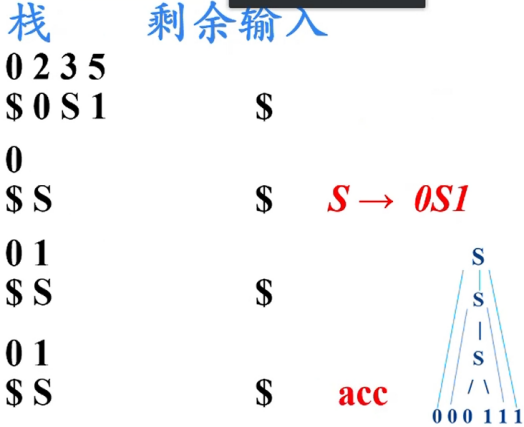 栈 剩余输入
0 2 3 5
$ 0 S 1 $
0
$ S $ S → 0S1
0 1
$ S $
0 1
$ S $ acc
S
S
S
0 0 0 1 1 1